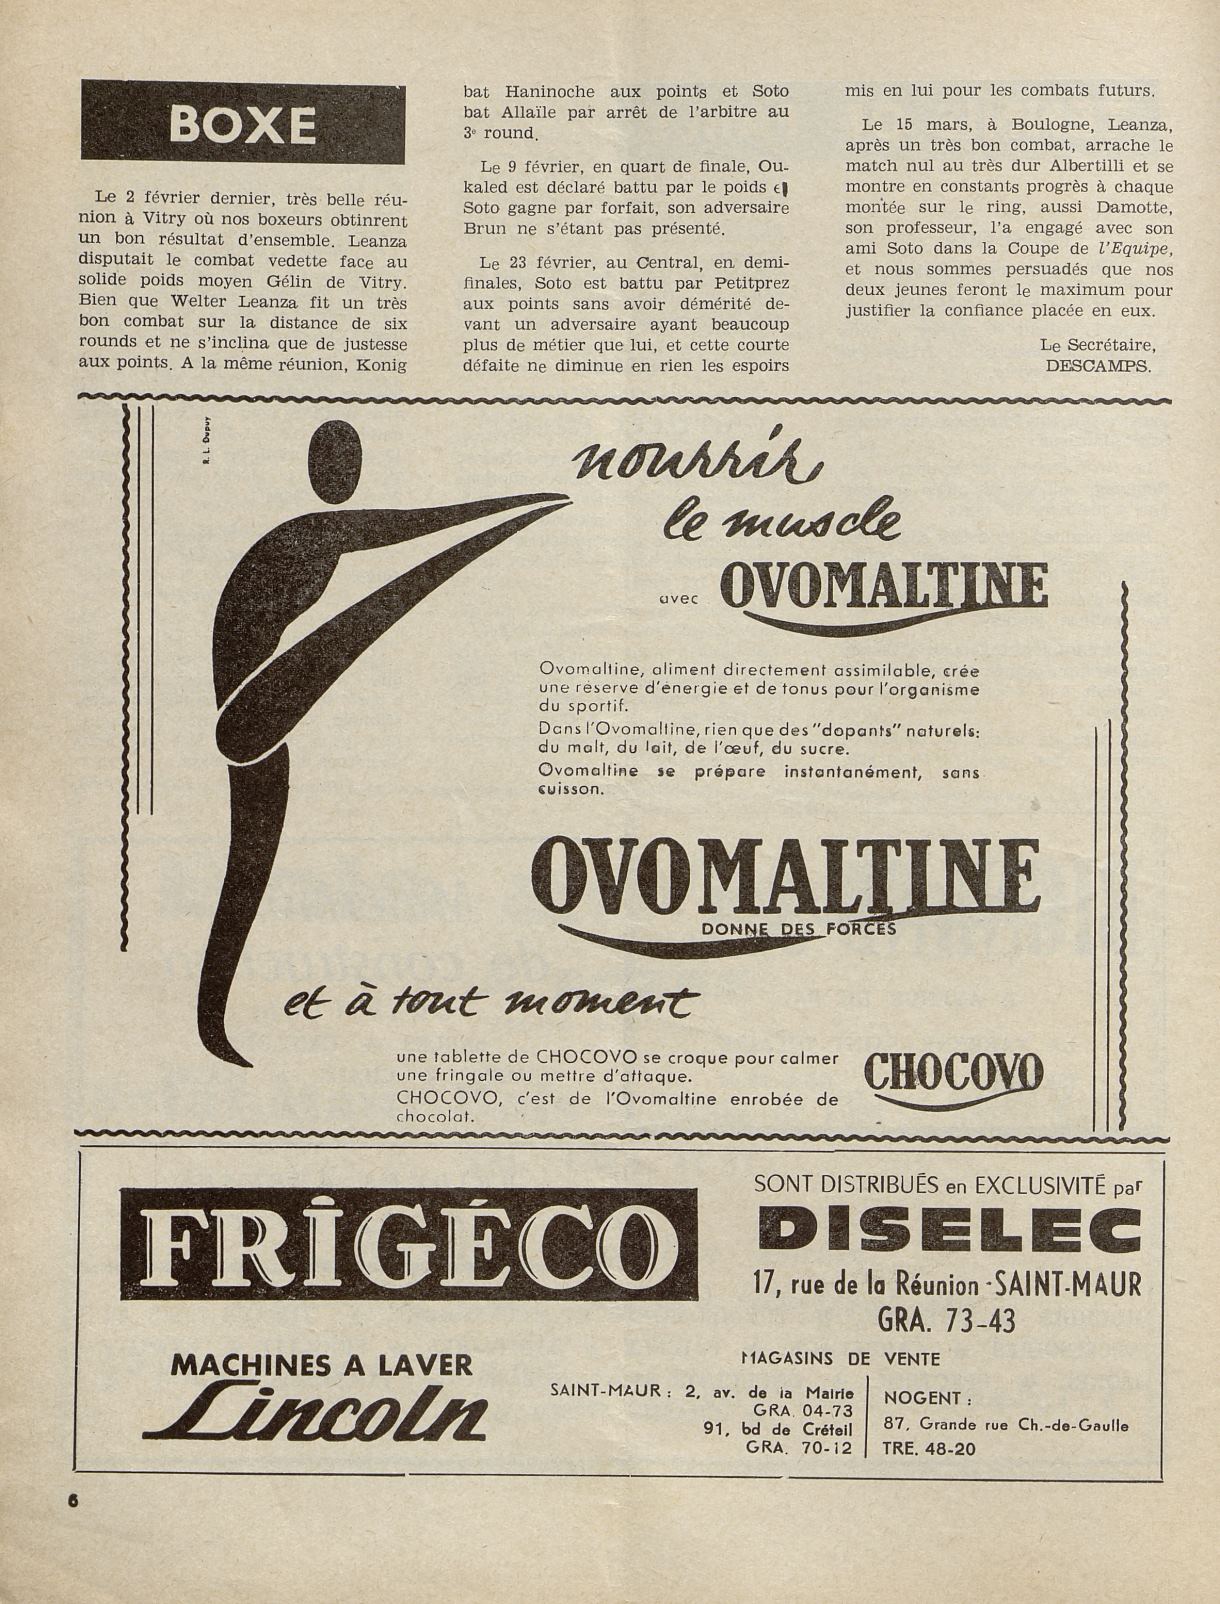 BOXE
Le 2 février dernier, très belle réu-
nion à Vitry où nos boxeurs obtinrent
un bon résultat d'ensemble. Leanza
disputait le combat vedette face au
solide poids moyen Gélin de Vitry.
Bien que Welter Leanza fit un très
bon combat sur la distance de six
rounds et ne s'inclina que de justesse
aux points. A la même réunion, Konig
bat Haninoche aux points et Soto
bat Allaïle par arrêt de l'arbitre au
3e round.
Le 9 février, en quart de finale, Ou-
kaled est déclaré battu par le poids et
Soto gagne par forfait, son adversaire
Brun ne s'étant pas présenté.
Le 23 février, au Central, en demi-
finales, Soto est battu par Petitprez
aux points sans avoir démérité de-
vant un adversaire ayant beaucoup
plus de métier que lui, et cette courte
défaite ne diminue en rien les espoirs
mis en lui pour les combats futurs.
Le 15 mars, à Boulogne, Leanza,
après un très bon combat, arrache le
match nul au très dur Albertilli et se
montre en constants progrès à chaque
montée sur le ring, aussi Damotte,
son professeur, l'a engagé avec son
ami Soto dans la Coupe de l'Equipe,
et nous sommes persuadés que nos
deux jeunes feront le maximum pour
justifier la confiance placée en eux.
Le Secrétaire,
DESCAMPS.
R. L. Dupuy
nourrir
le muscle
avec OVOMALTINE
Ovomaltine, aliment directement assimilable, crée
une réserve d'énergie et de tonus pour l'organisme
du sportif.
Dans l'Ovomaltine, rien que des "dopants" naturels:
du malt, du lait, de l'œuf, du sucre.
Ovomaltine se prépare instantanément, sans
cuisson.
OVOMALTINE
DONNE DES FORCES
et à tout moment
une tablette de CHOCOVO se croque pour calmer
une fringale ou mettre d'attaque.
CHOCOVO, c'est de l'Ovomaltine enrobée de
chocolat.
CHOCOVO
FRIGÉCO
MACHINES A LAVER
Lincoln
SONT DISTRIBUÉS en EXCLUSIVITÉ par
DISELEC
17, rue de la Réunion - SAINT-MAUR
GRA. 73-43
MAGASINS DE VENTE
SAINT-MAUR : 2, av. de la Mairie
GRA. 04-73
91, bd de Créteil
GRA. 70-12
NOGENT :
87, Grande rue Ch.-de-Gaulle
TRE. 48-20
6